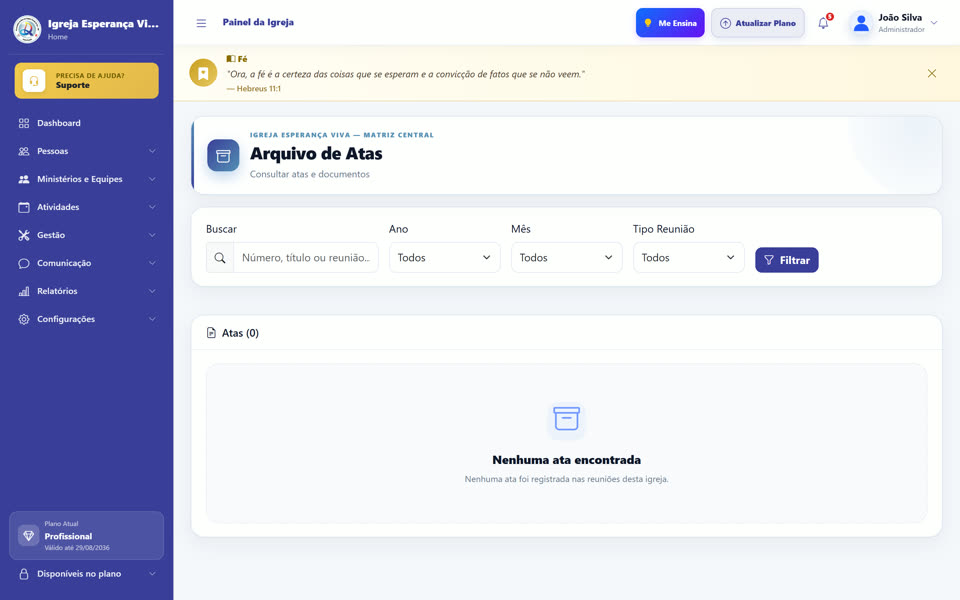 Igreja Esperança Vi...
Home
PRECISA DE AJUDA?
Suporte
Dashboard
Pessoas
Ministérios e Equipes
Atividades
Gestão
Comunicação
Relatórios
Configurações
Plano Atual
Profissional
Válido até 29/08/2036
Disponíveis no plano
Painel da Igreja
Me Ensina
Atualizar Plano
João Silva
Administrador
Fé
"Ora, a fé é a certeza das coisas que se esperam e a convicção de fatos que se não veem."
— Hebreus 11:1
IGREJA ESPERANÇA VIVA — MATRIZ CENTRAL
Arquivo de Atas
Consultar atas e documentos
Buscar
Ano
Mês
Tipo Reunião
Número, título ou reunião..
Todos
Todos
Todos
Filtrar
Atas (0)
Nenhuma ata encontrada
Nenhuma ata foi registrada nas reuniões desta igreja.